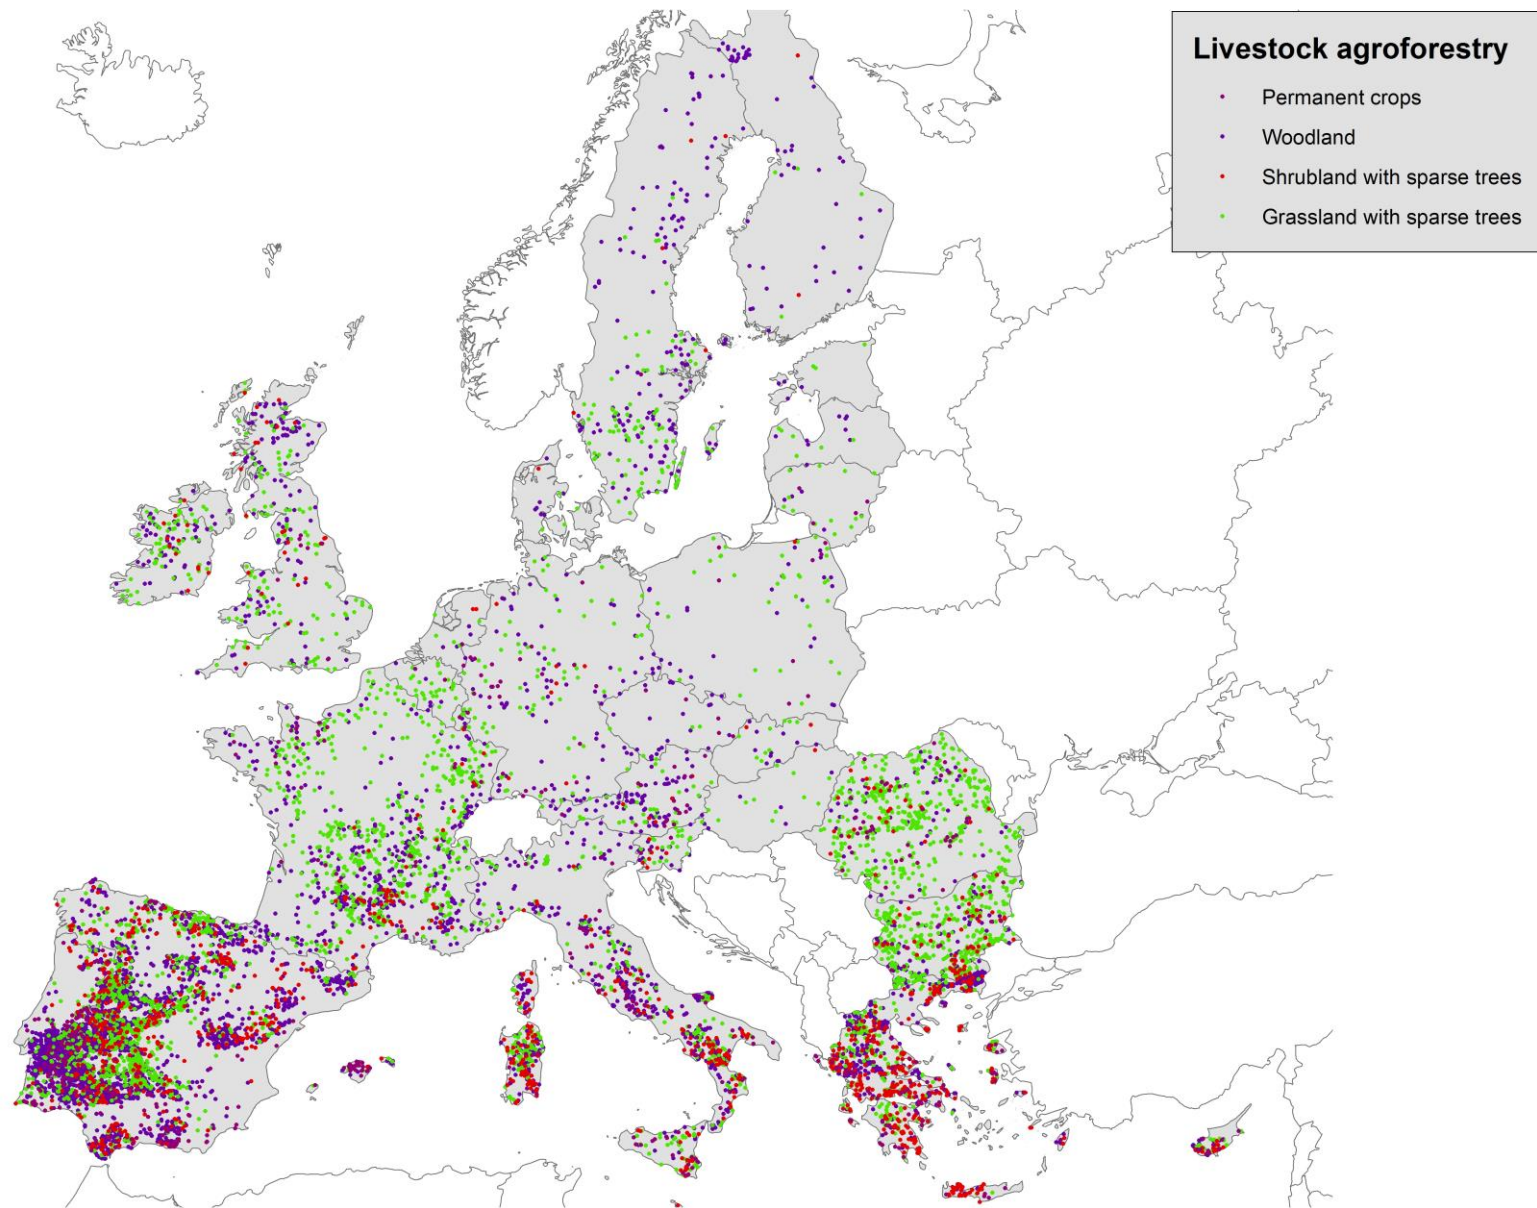 Livestock agroforestry
Permanent crops
Woodland
Shrubland with sparse trees
Grassland with sparse trees